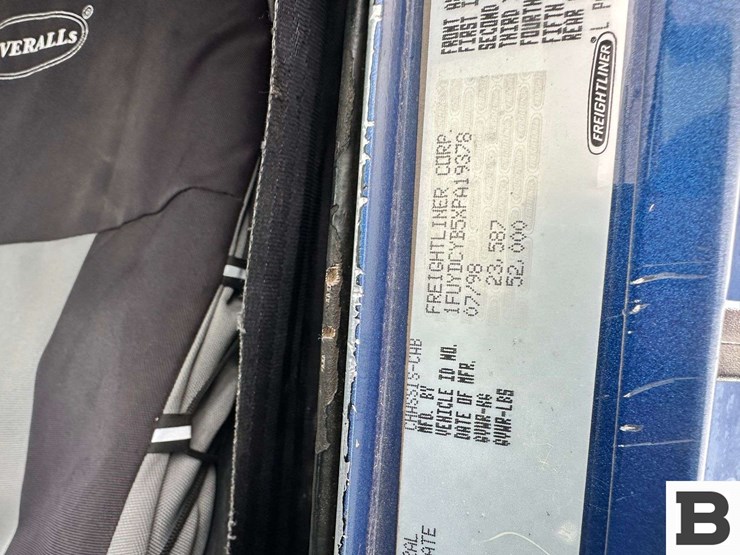 VERALLS
®
CHASSIS-CAB
MFD. BY FREIGHTLINER CORP.
VEHICLE ID NO. 1FUYDCYB5XPA19378
DATE OF MFR. 07/98
GVWR-KG 23,587
GVWR-LBS 52,000
FRONT
FIRST
SECOND
THIRD
FOURTH
FIFTH
REAR
FREIGHTLINER
B